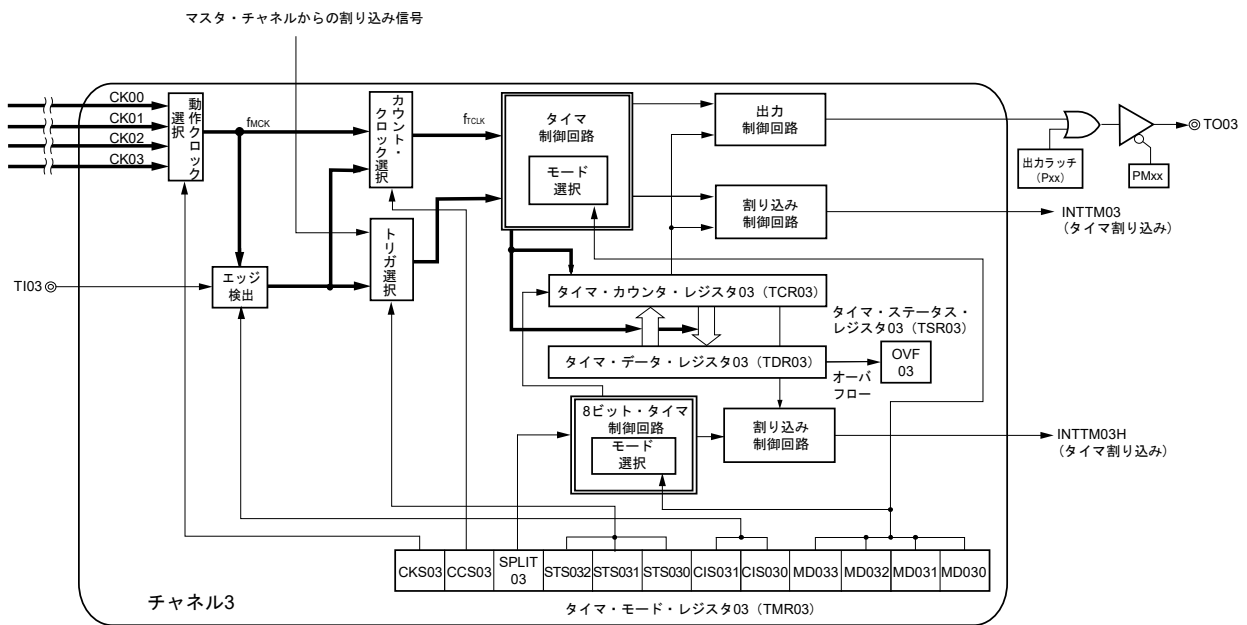 マスタ・チャネルからの割り込み信号
CK00
CK01
CK02
CK03
動作クロック
選択
fMCK
カウント・
クロック選択
fTCLK
タイマ
制御回路
モード
選択
出力
制御回路
出力ラッチ
(Pxx)
PMxx
TO03
割り込み
制御回路
INTTM03
(タイマ割り込み)
トリガ選択
TI03
エッジ
検出
タイマ・カウンタ・レジスタ03(TCR03)
タイマ・ステータス・
レジスタ03(TSR03)
タイマ・データ・レジスタ03(TDR03)
オーバ
フロー
OVF
03
8ビット・タイマ
制御回路
モード
選択
割り込み
制御回路
INTTM03H
(タイマ割り込み)
CKS03 CCS03 SPLIT
03 STS032 STS031 STS030 CIS031 CIS030 MD033 MD032 MD031 MD030
チャネル3
タイマ・モード・レジスタ03(TMR03)